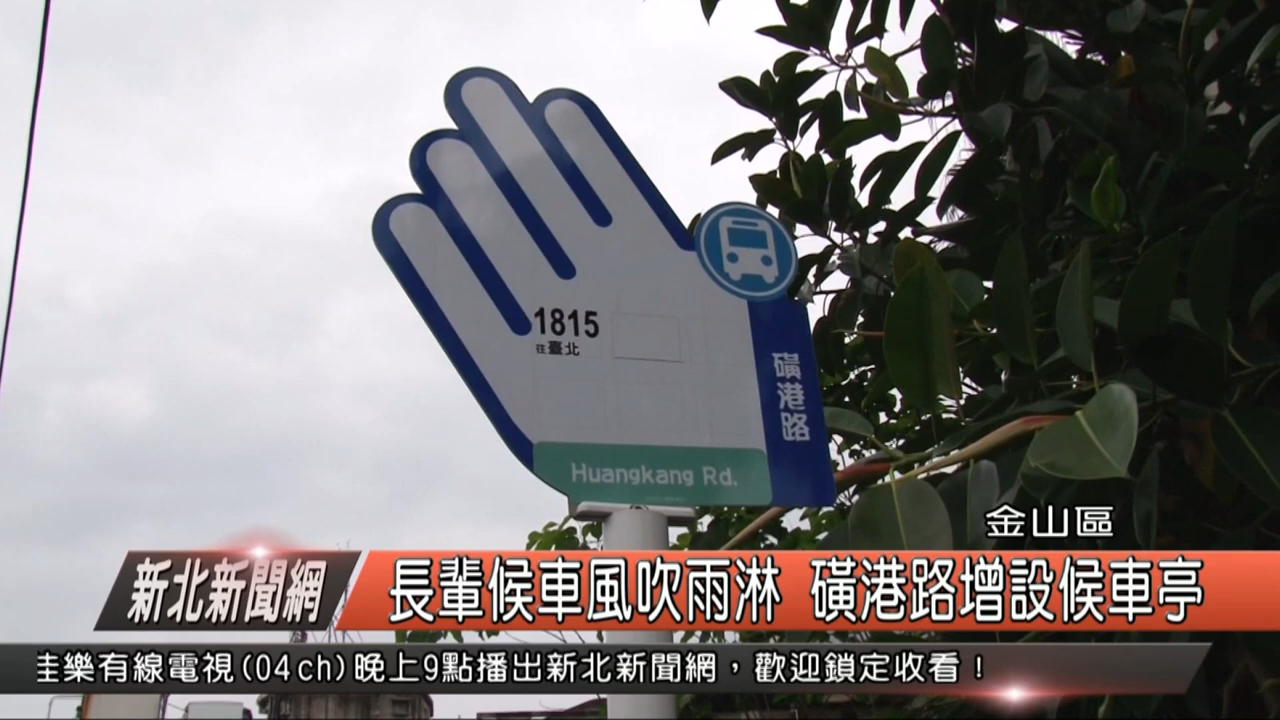 1815
往臺北
磺港路
Huangkang Rd.
金山區
新北新聞網
長輩候車風吹雨淋 磺港路增設候車亭
佳樂有線電視(04ch)晚上9點播出新北新聞網，歡迎鎖定收看！